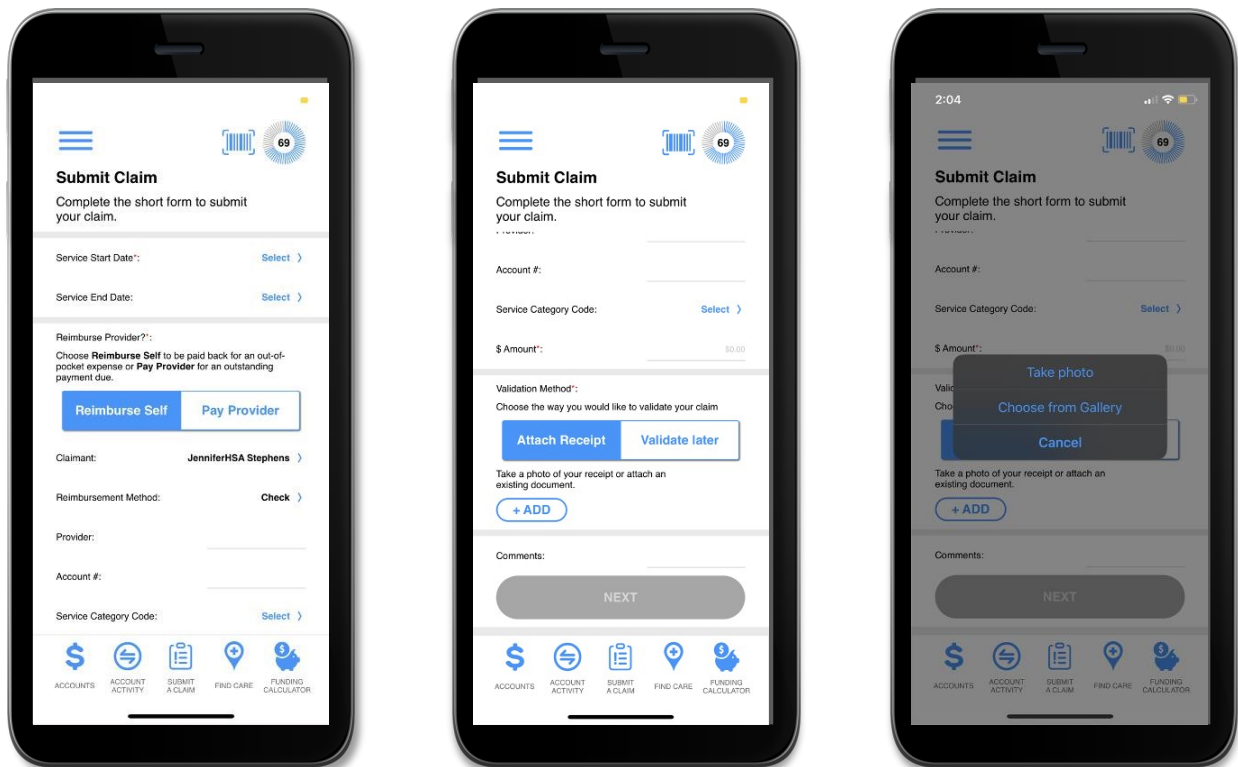 69
Submit Claim
Complete the short form to submit
your claim.
Service Start Date*:
Select >
Service End Date:
Select >
Reimburse Provider?*:
Choose Reimburse Self to be paid back for an out-of-
pocket expense or Pay Provider for an outstanding
payment due.
Reimburse Self
Pay Provider
Claimant:
JenniferHSA Stephens >
Reimbursement Method:
Check >
Provider:
Account #:
Service Category Code:
Select >
ACCOUNTS
ACCOUNT
ACTIVITY
SUBMIT
A CLAIM
FIND CARE
FUNDING
CALCULATOR
69
Submit Claim
Complete the short form to submit
your claim.
Account #:
Service Category Code:
Select >
$ Amount*:
$0.00
Validation Method*:
Choose the way you would like to validate your claim
Attach Receipt
Validate later
Take a photo of your receipt or attach an
existing document.
+ ADD
Comments:
NEXT
ACCOUNTS
ACCOUNT
ACTIVITY
SUBMIT
A CLAIM
FIND CARE
FUNDING
CALCULATOR
2:04
69
Submit Claim
Complete the short form to submit
your claim.
Account #:
Service Category Code:
Select >
$ Amount*:
$0.00
Take photo
Choose from Gallery
Cancel
Take a photo of your receipt or attach an
existing document.
+ ADD
Comments:
NEXT
ACCOUNTS
ACCOUNT
ACTIVITY
SUBMIT
A CLAIM
FIND CARE
FUNDING
CALCULATOR